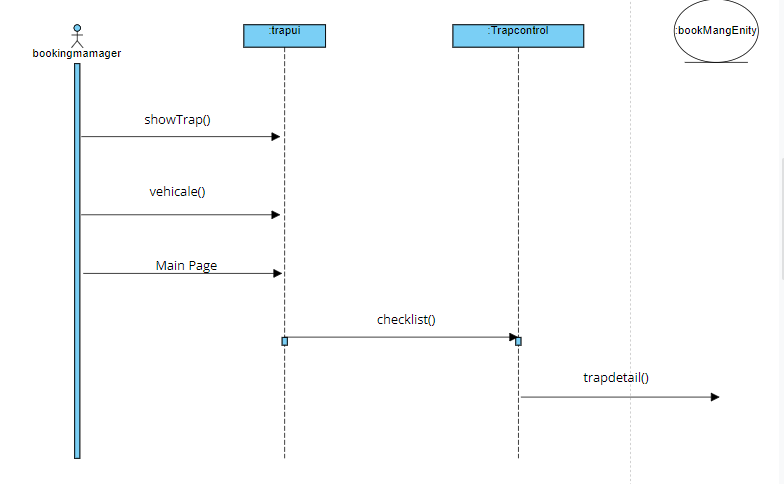 :trapui
:Trapcontrol
:bookMangEnity
bookingmamager
showTrap()
vehicale()
Main Page
checklist()
trapdetail()